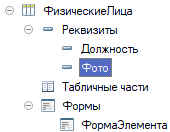 ФизическиеЛица
Реквизиты
Должность
Фото
Табличные части
Формы
ФормаЭлемента